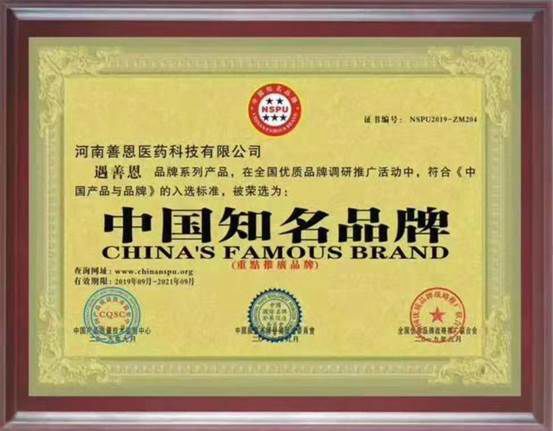 NSPU
证书编号：NSPU2019-ZM204
河南善恩医药科技有限公司
遇善恩 品牌系列产品，在全国优质品牌调研推广活动中，符合《中
国产品与品牌》的入选标准，被荣选为：
中国知名品牌
CHINA'S FAMOUS BRAND
(重點推廣品牌)
查询网址：www.chinanspu.org
有效期限：2019年09月-2021年09月
CQSC